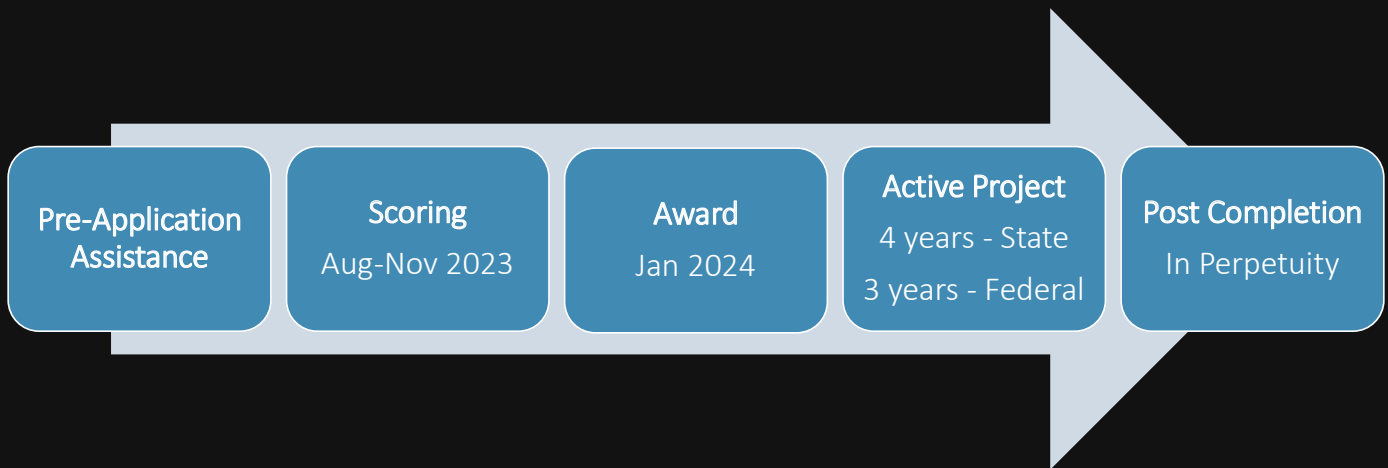 Pre-Application
Assistance
Scoring
Aug-Nov 2023
Award
Jan 2024
Active Project
4 years - State
3 years - Federal
Post Completion
In Perpetuity